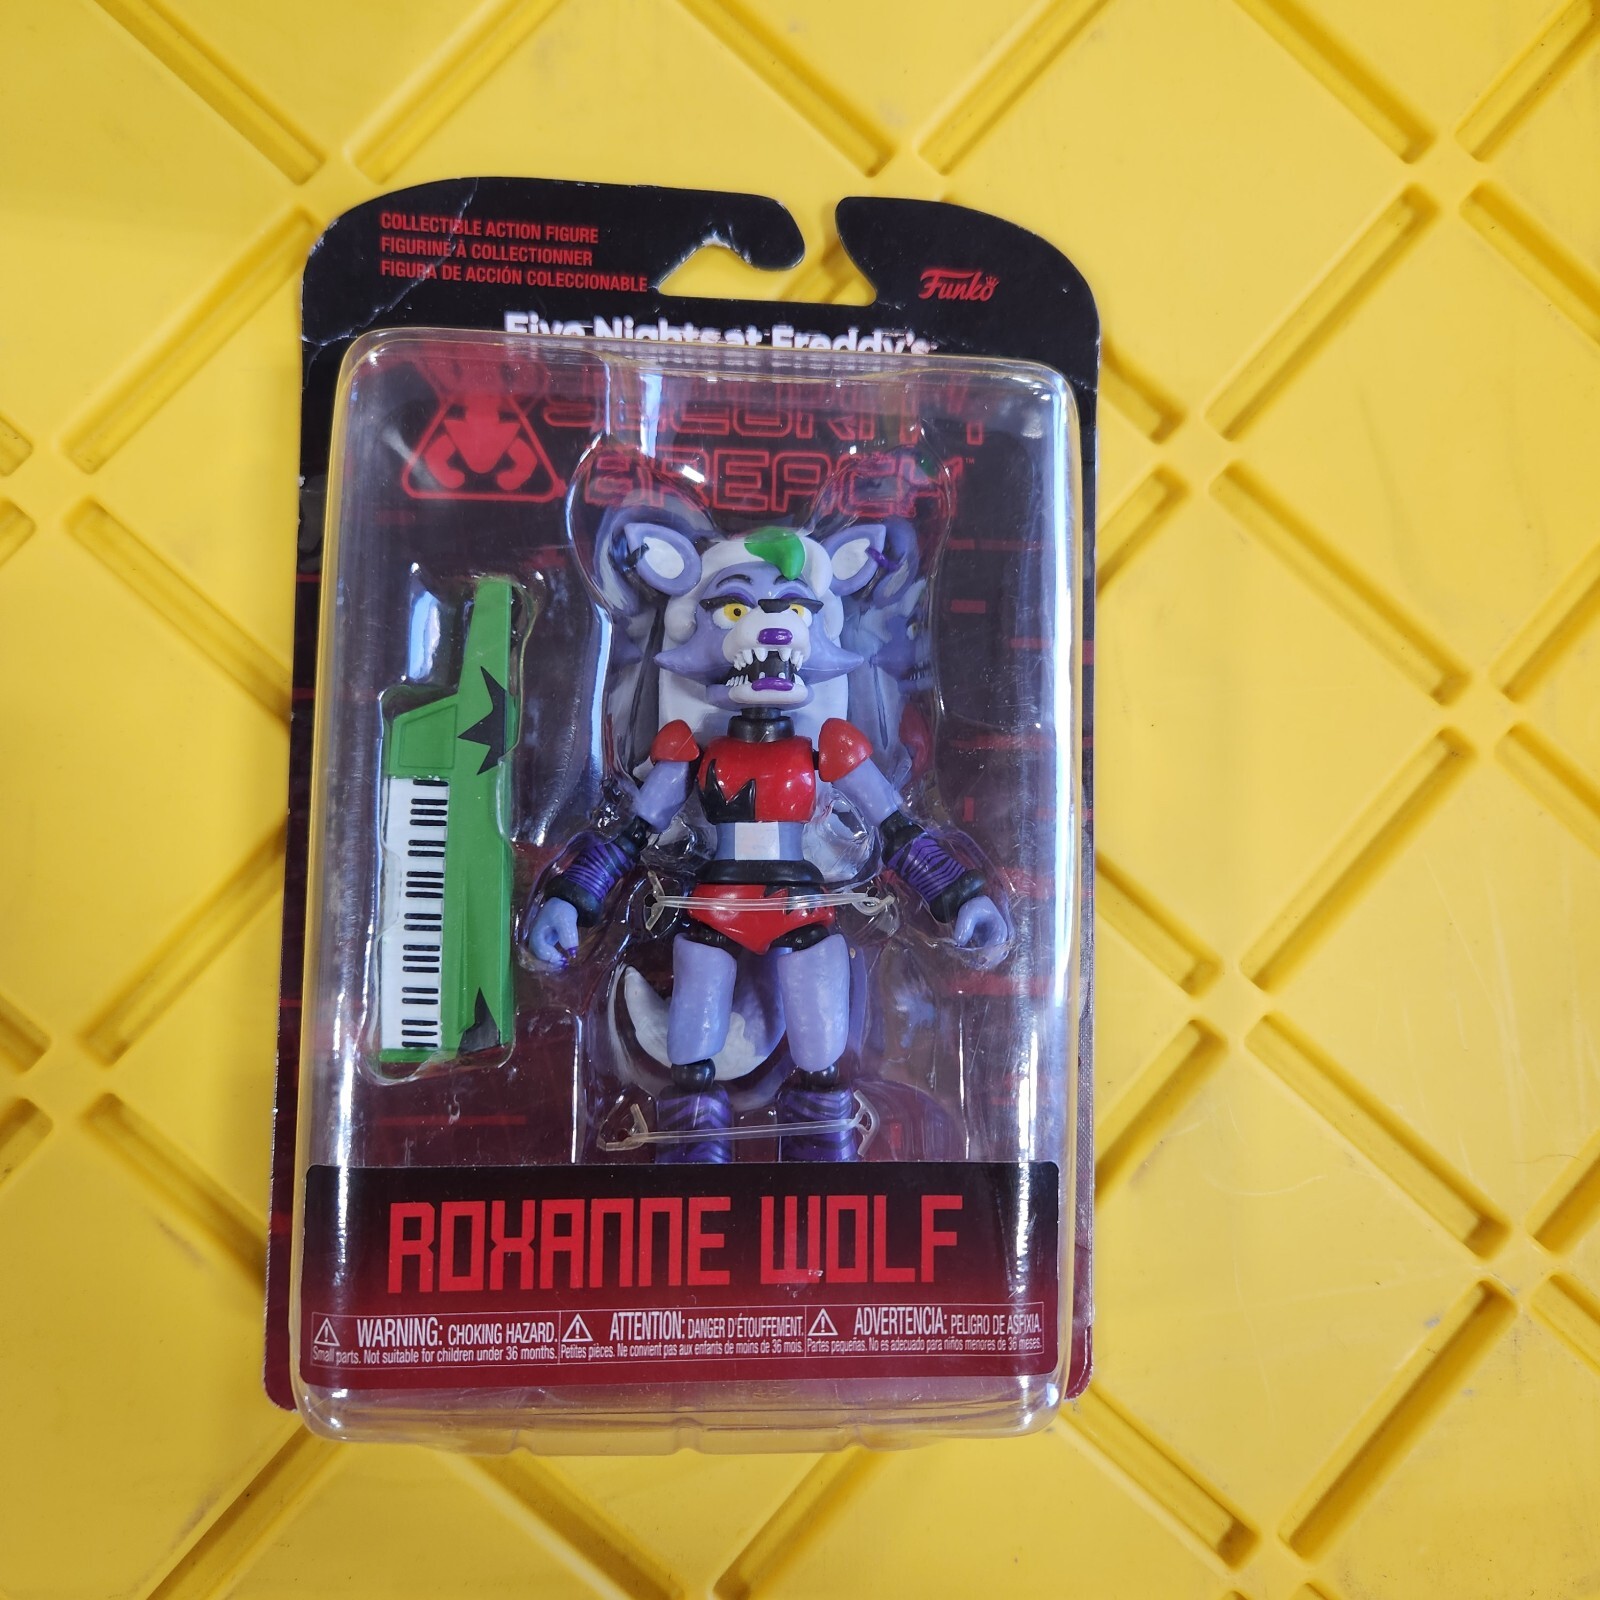 COLLECTIBLE ACTION FIGURE
FIGURINE À COLLECTIONNER
FIGURA DE ACCIÓN COLECCIONABLE
Funko
Five Nights at Freddy's
SECURITY
BREACH™
ROXANNE WOLF
WARNING: CHOKING HAZARD.
Small parts. Not suitable for children under 36 months.
ATTENTION: DANGER D'ÉTOUFFEMENT.
Petites pièces. Ne convient pas aux enfants de moins de 36 mois.
ADVERTENCIA: PELIGRO DE ASFIXIA.
Partes pequeñas. No es adecuado para niños menores de 36 meses.